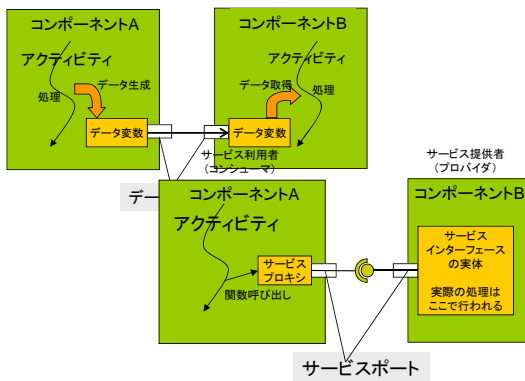 コンポーネントA
アクティビティ
データ生成
処理
データ変数
コンポーネントB
アクティビティ
データ取得
処理
データ変数
サービス利用者
(コンシューマ)
デー
コンポーネントA
アクティビティ
サービス
プロキシ
関数呼び出し
サービス提供者
(プロバイダ)
コンポーネントB
サービス
インターフェース
の実体
実際の処理は
ここで行われる
サービスポート